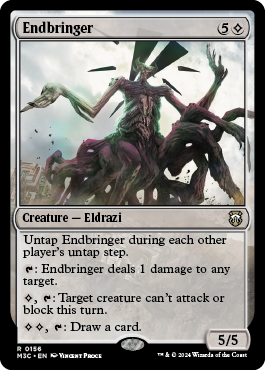 Endbringer 5◇
Creature — Eldrazi
Untap Endbringer during each other
player's untap step.
: Endbringer deals 1 damage to any
target.
◇, : Target creature can't attack or
block this turn.
◇◇, : Draw a card.
5/5
R 0156
M3C • EN Vincent Proce ™ & © 2024 Wizards of the Coast